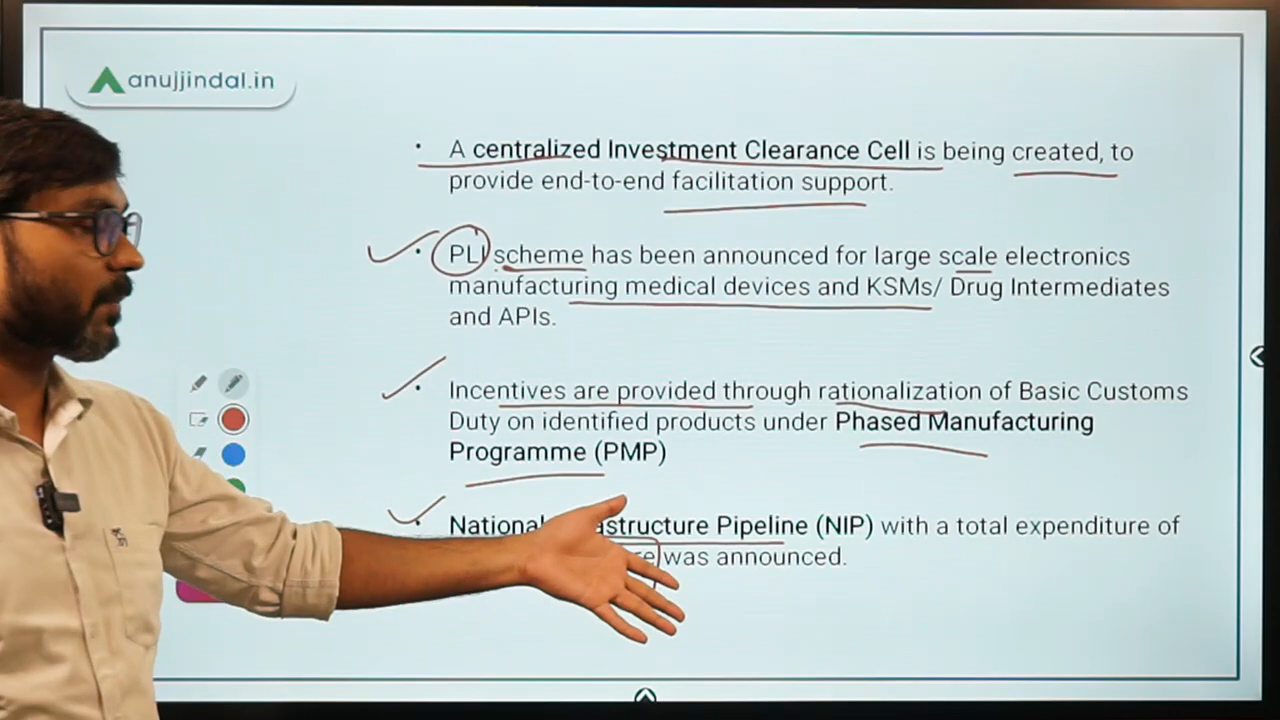 anujjindal.in
• A centralized Investment Clearance Cell is being created, to
provide end-to-end facilitation support.
• PLI scheme has been announced for large scale electronics
manufacturing medical devices and KSMs/ Drug Intermediates
and APIs.
• Incentives are provided through rationalization of Basic Customs
Duty on identified products under Phased Manufacturing
Programme (PMP)
• National Pipeline (NIP) with a total expenditure of
was announced.